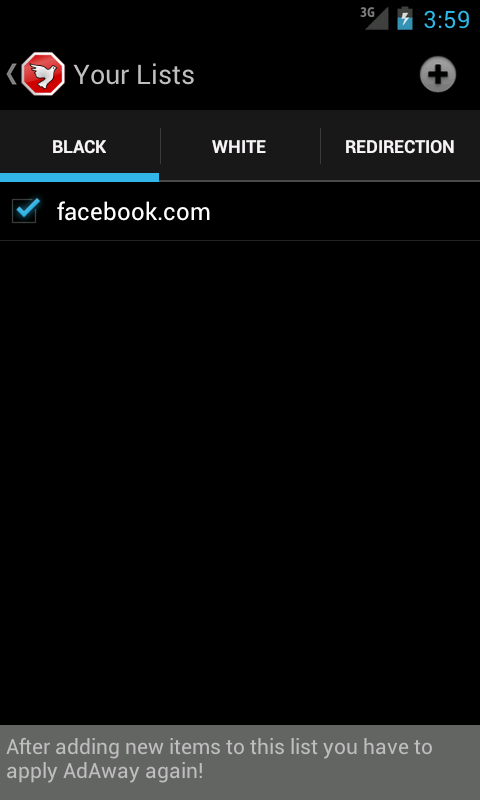 3G 3:59
Your Lists
BLACK WHITE REDIRECTION
facebook.com
After adding new items to this list you have to
apply AdAway again!